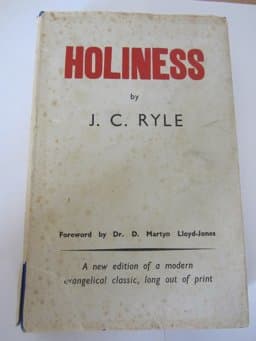 HOLINESS
by
J. C. RYLE
Foreword by Dr. D. Martyn Lloyd-Jones
A new edition of a modern
evangelical classic, long out of print